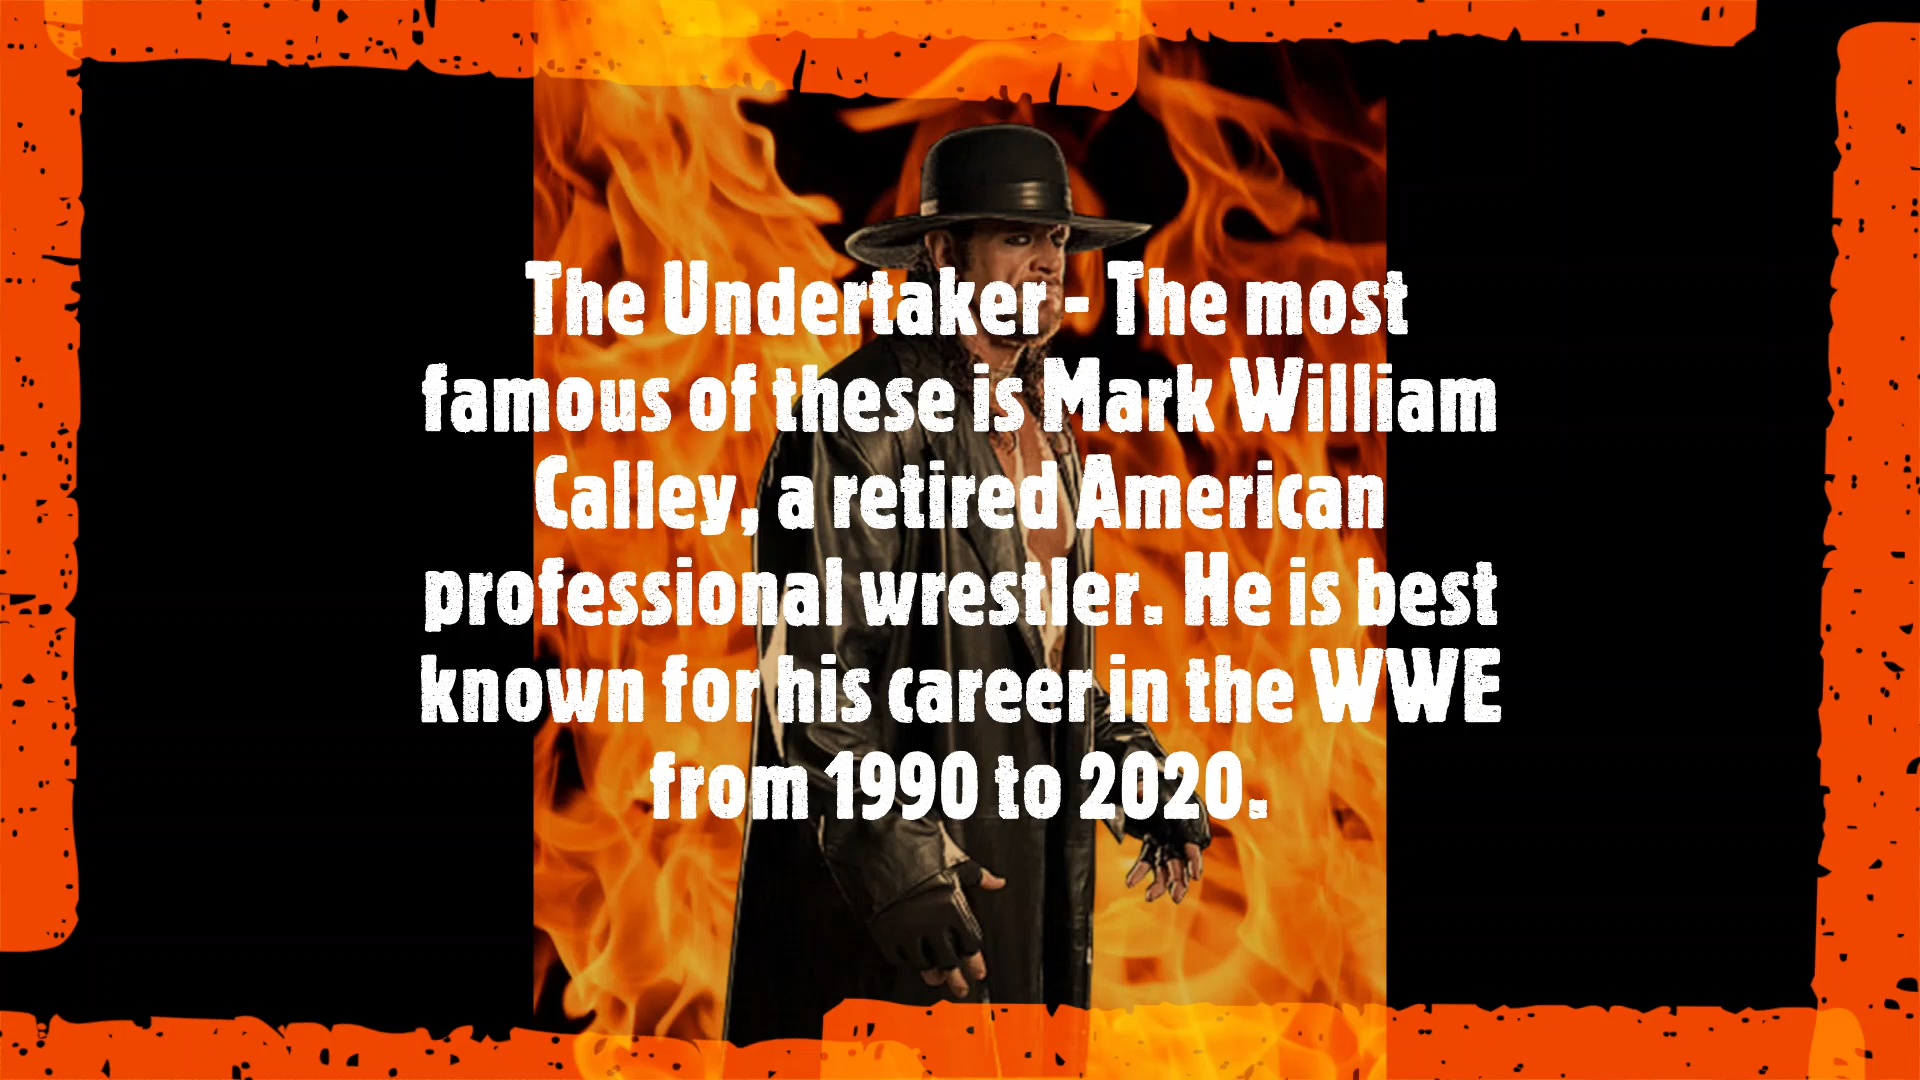 The Undertaker - The most
famous of these is Mark William
Calley, a retired American
professional wrestler. He is best
known for his career in the WWE
from 1990 to 2020.